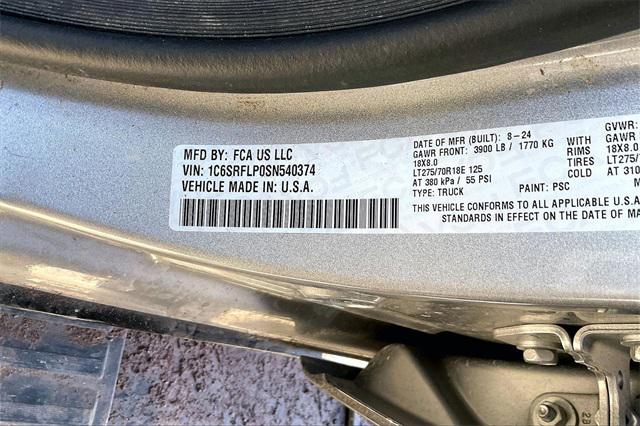 MFD BY: FCA US LLC
VIN: 1C6SRFLP0SN540374
VEHICLE MADE IN U.S.A.
DATE OF MFR (BUILT): 8-24
GAWR FRONT: 3900 LB / 1770 KG WITH
18X8.0 RIMS
LT275/70R18E 125 TIRES
AT 380 kPa / 55 PSI COLD
TYPE: TRUCK PAINT: PSC
THIS VEHICLE CONFORMS TO ALL APPLICABLE U.S.A.
STANDARDS IN EFFECT ON THE DATE OF
GVWR:
GAWR
18X8.0
LT275/
AT 310